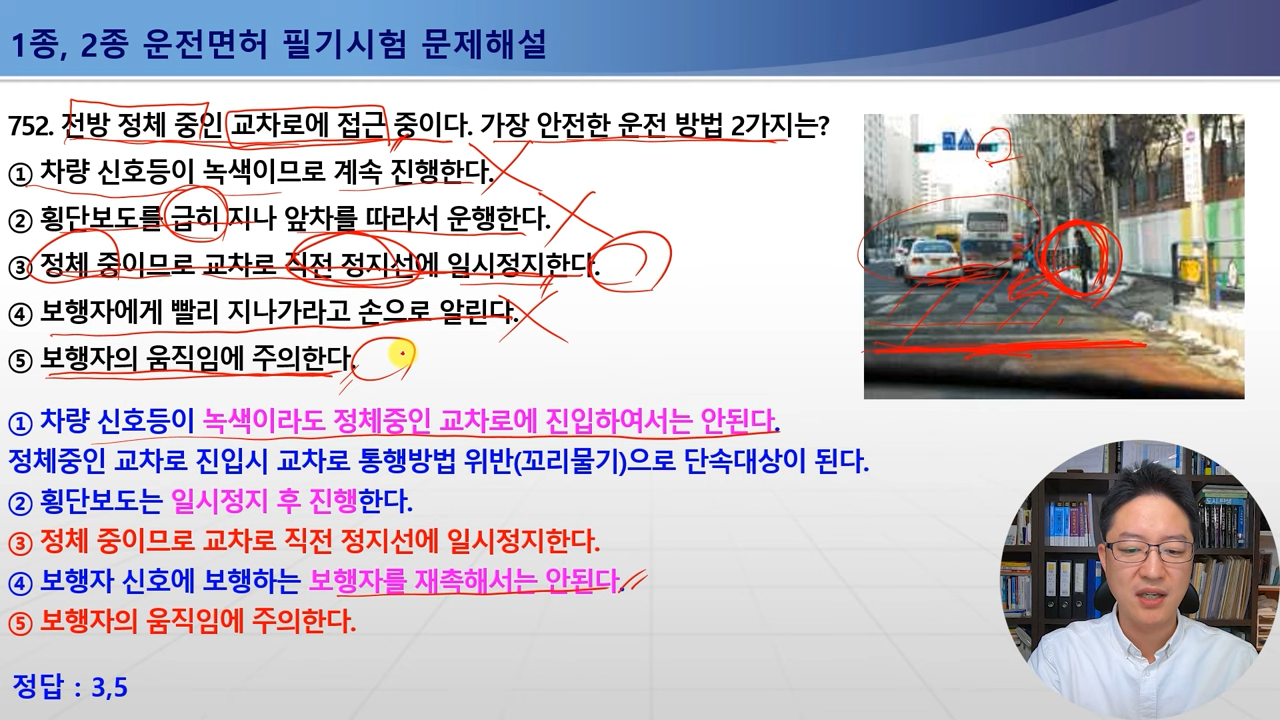 1종, 2종 운전면허 필기시험 문제해설
752. 전방 정체 중인 교차로에 접근 중이다. 가장 안전한 운전 방법 2가지는?
① 차량 신호등이 녹색이므로 계속 진행한다.
② 횡단보도를 급히 지나 앞차를 따라서 운행한다.
③ 정체 중이므로 교차로 직전 정지선에 일시정지한다.
④ 보행자에게 빨리 지나가라고 손으로 알린다.
⑤ 보행자의 움직임에 주의한다.
① 차량 신호등이 녹색이라도 정체중인 교차로에 진입하여서는 안된다.
정체중인 교차로 진입시 교차로 통행방법 위반(꼬리물기)으로 단속대상이 된다.
② 횡단보도는 일시정지 후 진행한다.
③ 정체 중이므로 교차로 직전 정지선에 일시정지한다.
④ 보행자 신호에 보행하는 보행자를 재촉해서는 안된다.
⑤ 보행자의 움직임에 주의한다.
정답 : 3,5